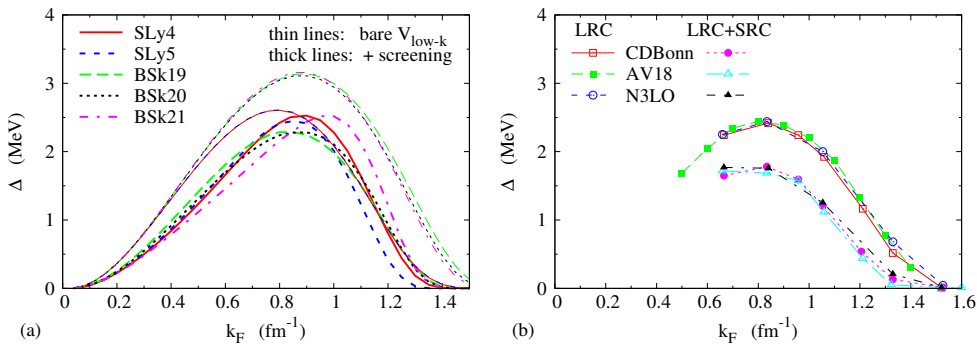 SLy4
SLy5
BSk19
BSk20
BSk21
thin lines: bare V_low-k
thick lines: + screening
4
3
2
1
0
Δ (MeV)
0 0.2 0.4 0.6 0.8 1 1.2 1.4
(a) k_F (fm⁻¹)
LRC LRC+SRC
CDBonn
AV18
N3LO
4
3
2
1
0
Δ (MeV)
0 0.2 0.4 0.6 0.8 1 1.2 1.4 1.6
(b) k_F (fm⁻¹)